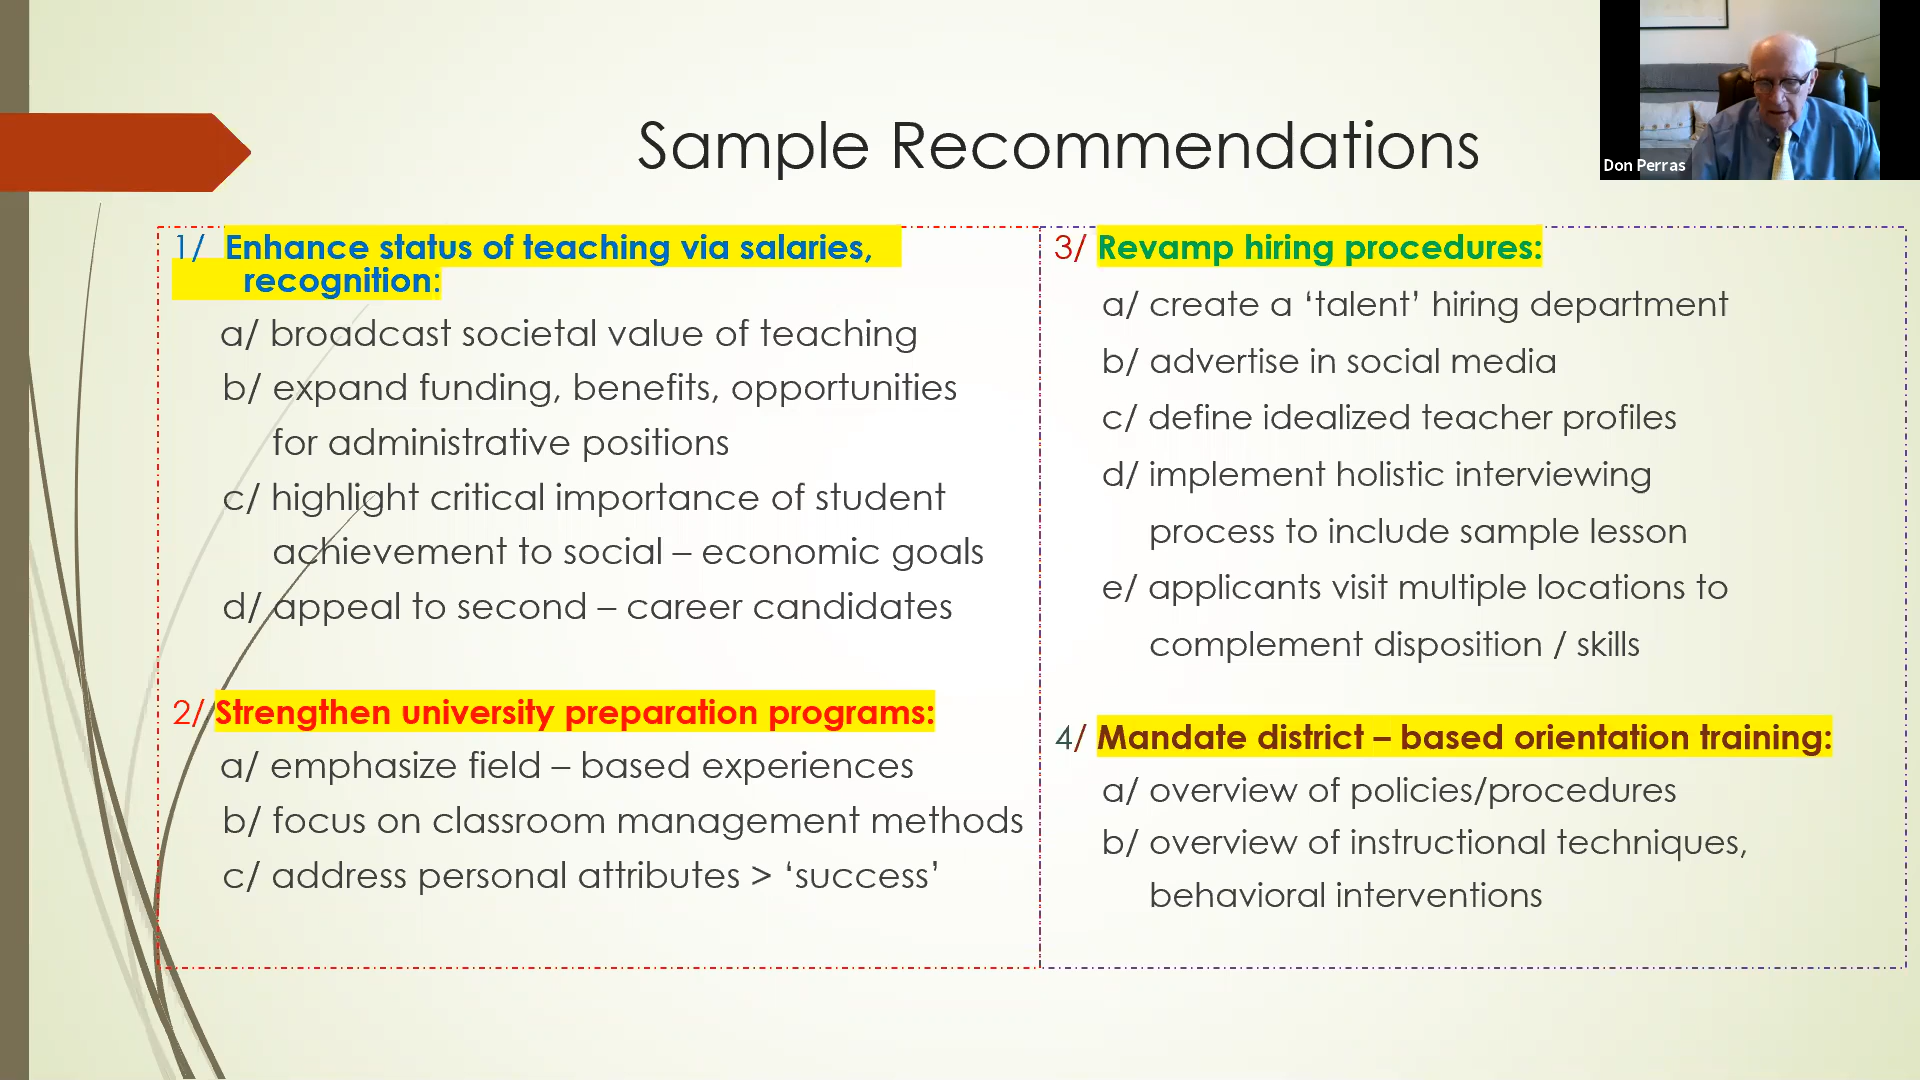 Sample Recommendations
Don Perras
1/ Enhance status of teaching via salaries,
recognition:
a/ broadcast societal value of teaching
b/ expand funding, benefits, opportunities
for administrative positions
c/ highlight critical importance of student
achievement to social – economic goals
d/ appeal to second – career candidates
2/ Strengthen university preparation programs:
a/ emphasize field – based experiences
b/ focus on classroom management methods
c/ address personal attributes > ‘success’
3/ Revamp hiring procedures:
a/ create a ‘talent’ hiring department
b/ advertise in social media
c/ define idealized teacher profiles
d/ implement holistic interviewing
process to include sample lesson
e/ applicants visit multiple locations to
complement disposition / skills
4/ Mandate district – based orientation training:
a/ overview of policies/procedures
b/ overview of instructional techniques,
behavioral interventions